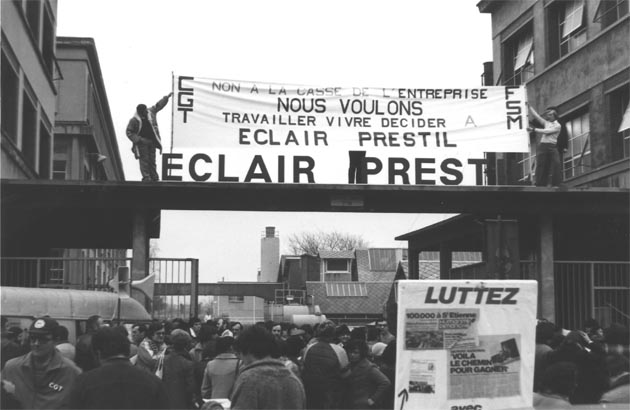 CGT
NON A LA CASSE DE L'ENTREPRISE
NOUS VOULONS
TRAVAILLER VIVRE DECIDER A
ECLAIR PRESTIL
FSM
ECLAIR PREST
LUTTEZ
100.000 à St Etienne
"VOILÀ
LE CHEMIN
POUR GAGNER"
avec
CGT